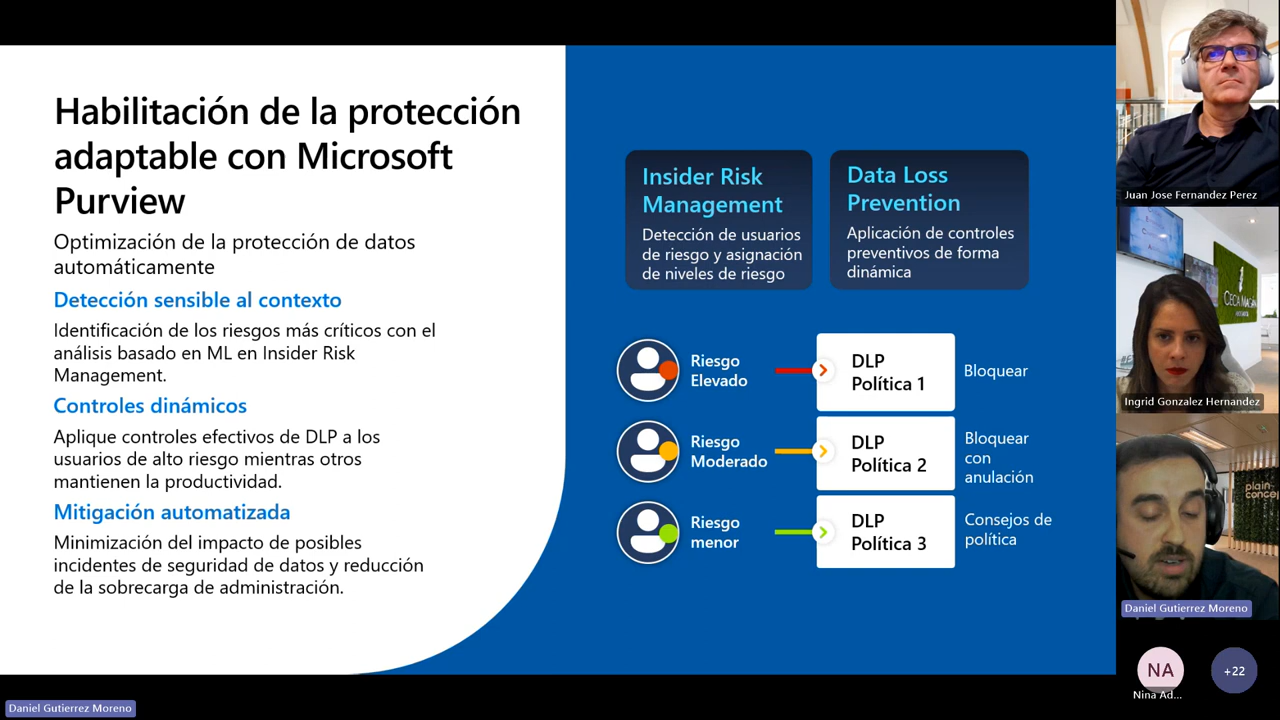 Habilitación de la protección
adaptable con Microsoft
Purview
Optimización de la protección de datos
automáticamente
Detección sensible al contexto
Identificación de los riesgos más críticos con el
análisis basado en ML en Insider Risk
Management.
Controles dinámicos
Aplique controles efectivos de DLP a los
usuarios de alto riesgo mientras otros
mantienen la productividad.
Mitigación automatizada
Minimización del impacto de posibles
incidentes de seguridad de datos y reducción
de la sobrecarga de administración.
Insider Risk
Management
Detección de usuarios
de riesgo y asignación
de niveles de riesgo
Data Loss
Prevention
Aplicación de controles
preventivos de forma
dinámica
Riesgo
Elevado
DLP
Política 1
Bloquear
Riesgo
Moderado
DLP
Política 2
Bloquear
con
anulación
Riesgo
menor
DLP
Política 3
Consejos de
política
Juan Jose Fernandez Perez
CECA MAGÁN
Ingrid Gonzalez Hernandez
plain
concep
Daniel Gutierrez Moreno
NA
Nina Ad...
+22
Daniel Gutierrez Moreno